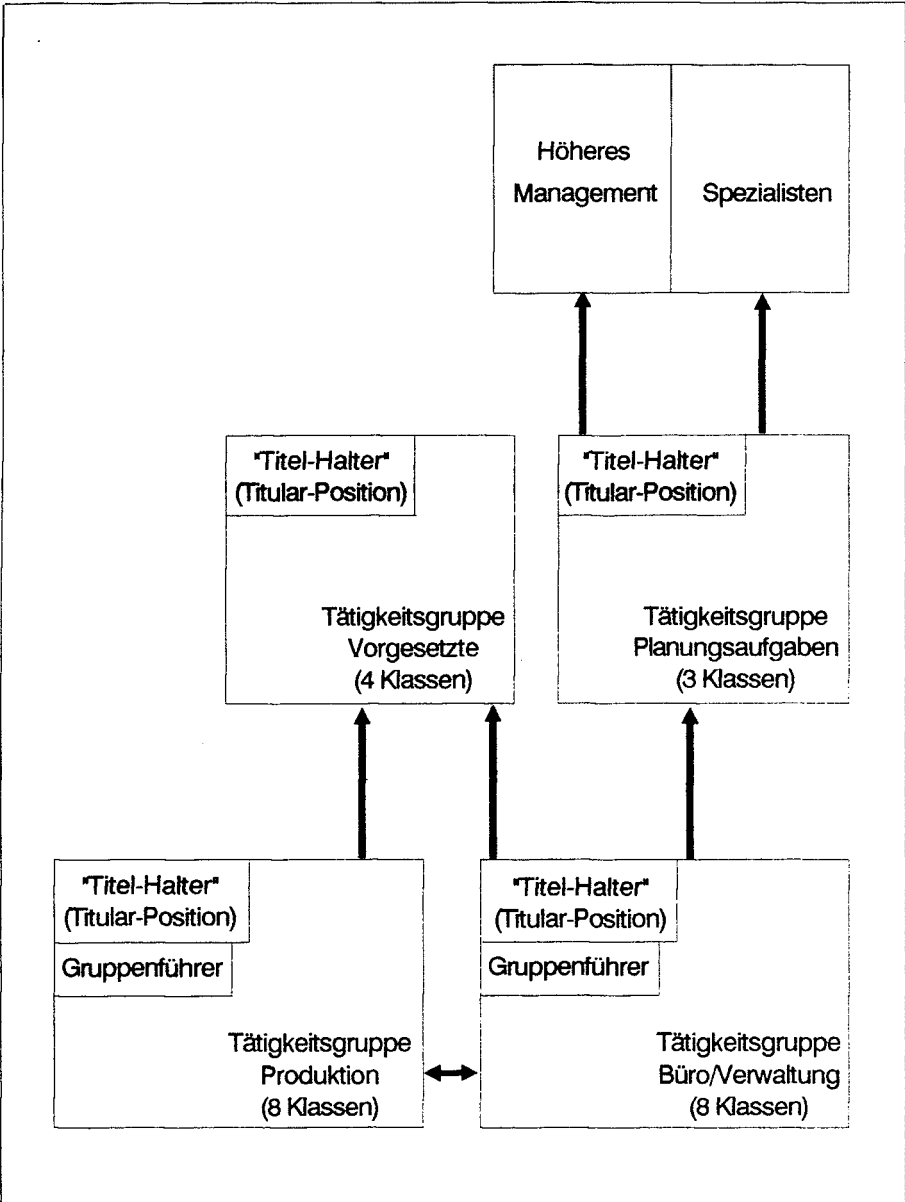 Höheres
Management
Spezialisten
"Titel-Halter"
(Titular-Position)
Tätigkeitsgruppe
Vorgesetzte
(4 Klassen)
"Titel-Halter"
(Titular-Position)
Tätigkeitsgruppe
Planungsaufgaben
(3 Klassen)
"Titel-Halter"
(Titular-Position)
Gruppenführer
Tätigkeitsgruppe
Produktion
(8 Klassen)
"Titel-Halter"
(Titular-Position)
Gruppenführer
Tätigkeitsgruppe
Büro/Verwaltung
(8 Klassen)